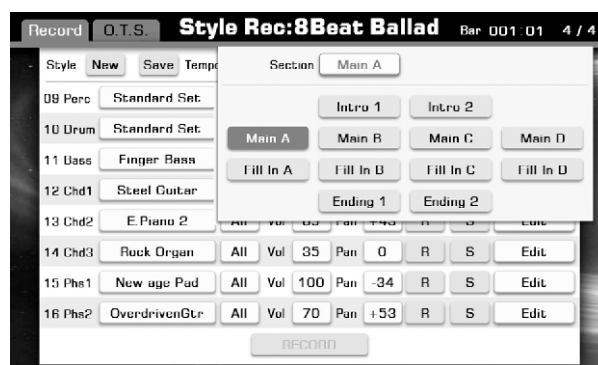 Record O.T.S. Style Rec:8Beat Ballad Bar 001:01 4/4
Style New Save Tempo Section Main A
Intro 1 Intro 2
Main A Main B Main C Main D
Fill In A Fill In B Fill In C Fill In D
Ending 1 Ending 2
09 Perc Standard Set
10 Drum Standard Set
11 Bass Finger Bass
12 Chd1 Steel Guitar
13 Chd2 E.Piano 2 All Vol Pan +43 R S Edit
14 Chd3 Rock Organ All Vol 35 Pan 0 R S Edit
15 Phs1 New age Pad All Vol 100 Pan -34 R S Edit
16 Phs2 OverdrivenGtr All Vol 70 Pan +53 R S Edit
RECORD